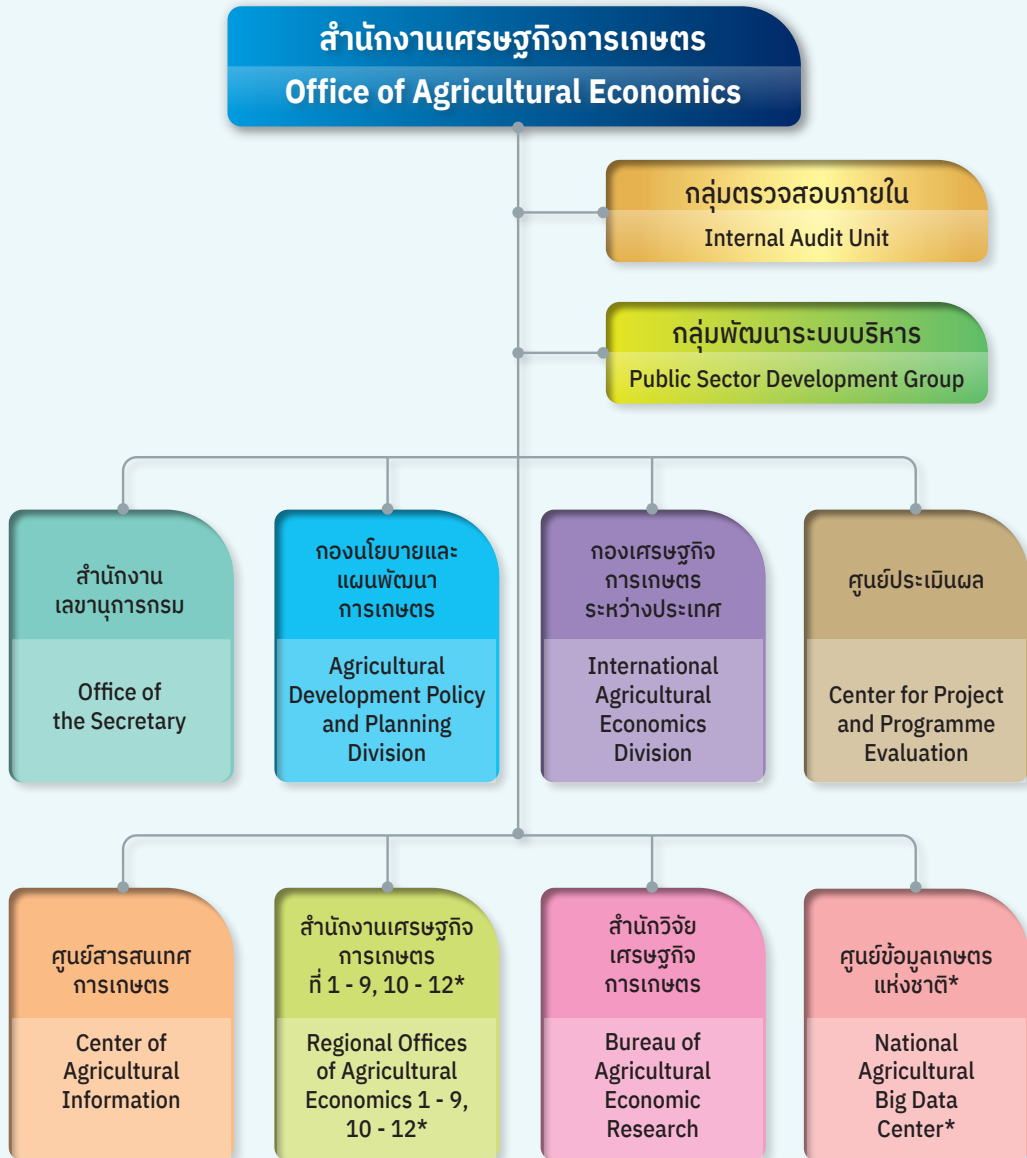 สำนักงานเศรษฐกิจการเกษตร
Office of Agricultural Economics
กลุ่มตรวจสอบภายใน
Internal Audit Unit
กลุ่มพัฒนาระบบบริหาร
Public Sector Development Group
สำนักงาน
เลขานุการกรม
Office of
the Secretary
กองนโยบายและ
แผนพัฒนา
การเกษตร
Agricultural
Development Policy
and Planning
Division
กองเศรษฐกิจ
การเกษตร
ระหว่างประเทศ
International
Agricultural
Economics
Division
ศูนย์ประเมินผล
Center for Project
and Programme
Evaluation
ศูนย์สารสนเทศ
การเกษตร
Center of
Agricultural
Information
สำนักงานเศรษฐกิจ
การเกษตร
ที่ 1 - 9, 10 - 12*
Regional Offices
of Agricultural
Economics 1 - 9,
10 - 12*
สำนักวิจัย
เศรษฐกิจ
การเกษตร
Bureau of
Agricultural
Economic
Research
ศูนย์ข้อมูลเกษตร
แห่งชาติ*
National
Agricultural
Big Data
Center*